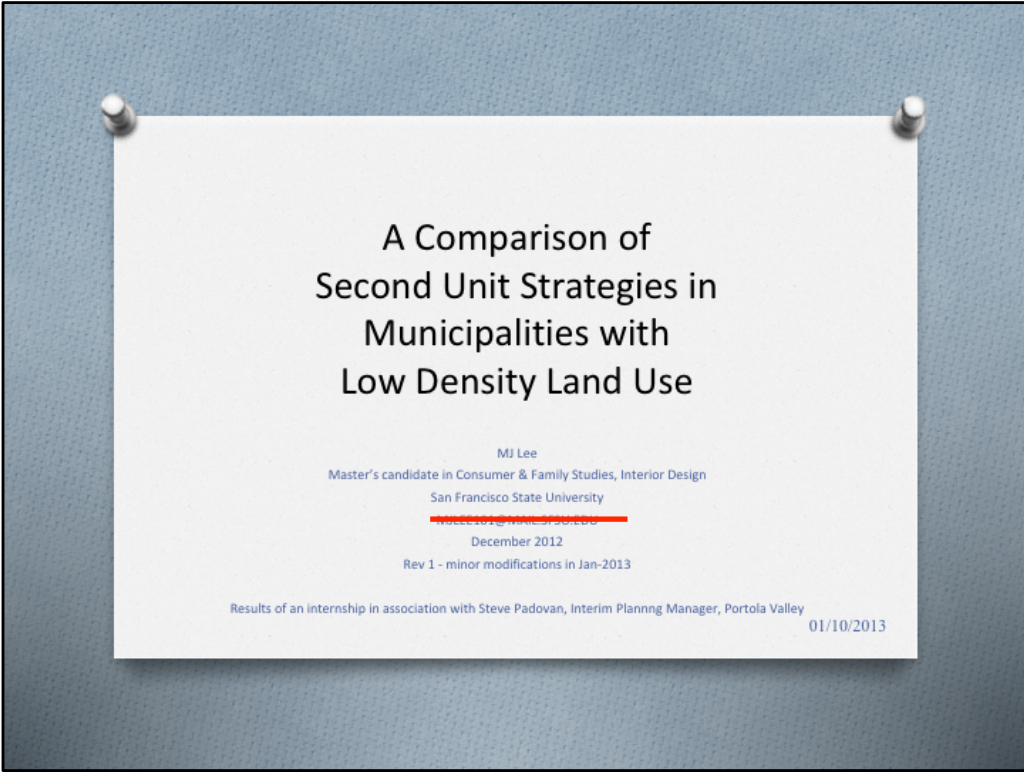 A Comparison of
Second Unit Strategies in
Municipalities with
Low Density Land Use
MJ Lee
Master's candidate in Consumer & Family Studies, Interior Design
San Francisco State University
December 2012
Rev 1 - minor modifications in Jan-2013
Results of an internship in association with Steve Padovan, Interim Plannng Manager, Portola Valley
01/10/2013